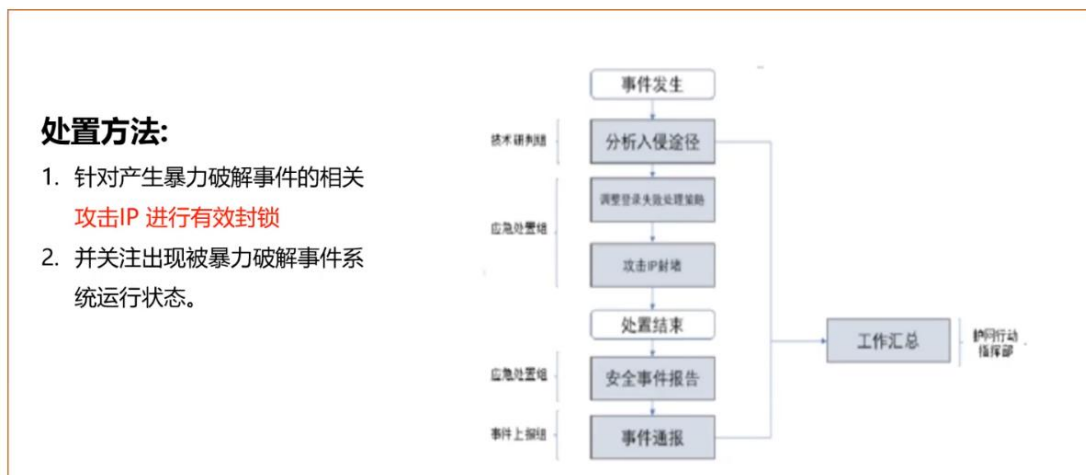 处置方法:
1. 针对产生暴力破解事件的相关
攻击IP 进行有效封锁
2. 并关注出现被暴力破解事件系
统运行状态。
事件发生
技术研判组
分析入侵途径
调整登录失败处理策略
应急处置组
攻击IP封堵
处置结束
工作汇总
护网行动
指挥部
应急处置组
安全事件报告
事件上报组
事件通报